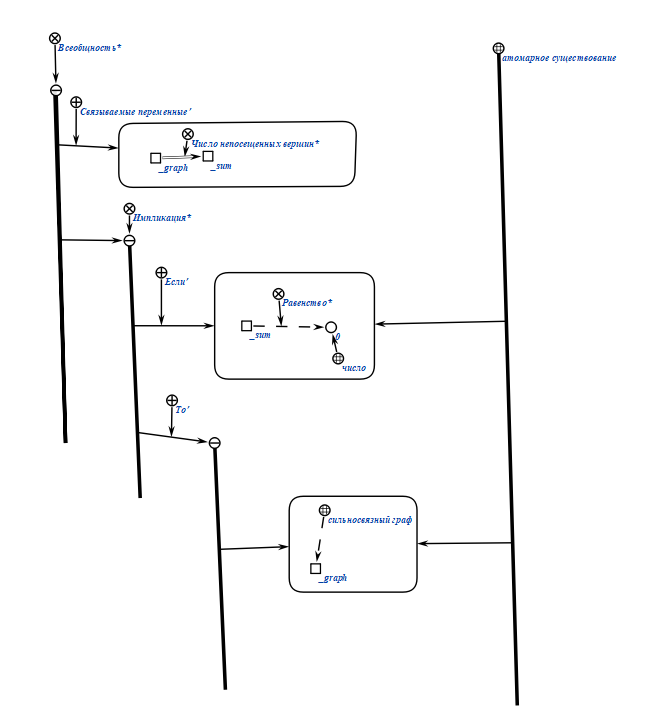 Всеобщность*
атомарное существование
Связываемые переменные'
Число непосещенных вершин*
_graph
_sum
Импликация*
Если'
Равенство*
_sum
0
число
То'
сильносвязный граф
_graph